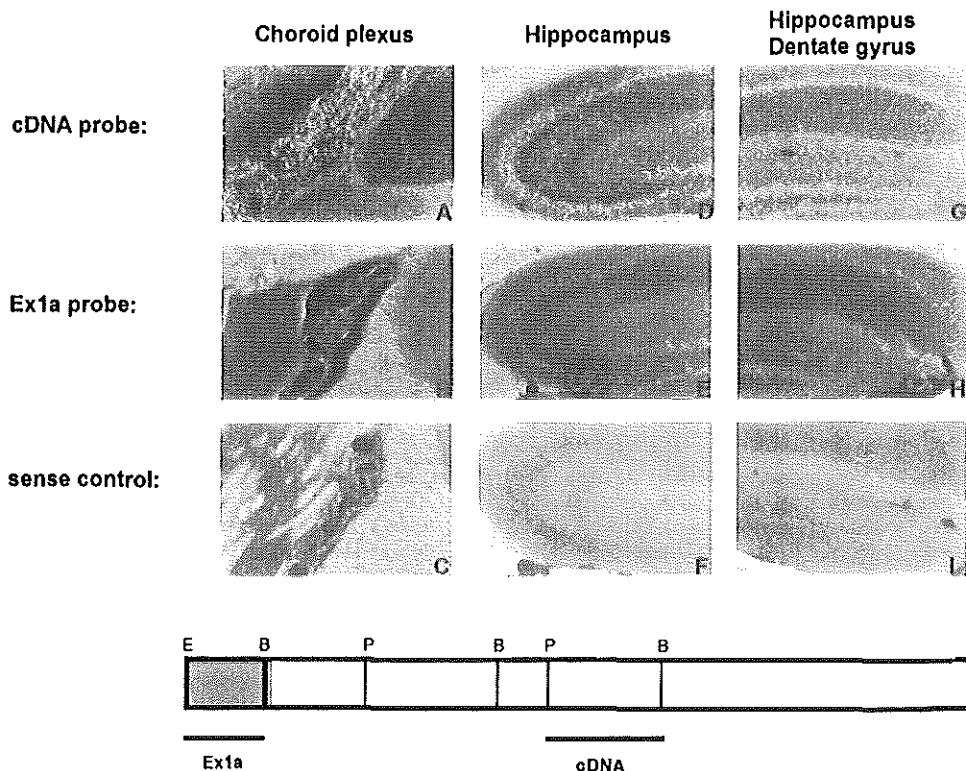 Choroid plexus
Hippocampus
Hippocampus
Dentate gyrus
cDNA probe:
A
D
G
Ex1a probe:
E
H
sense control:
C
F
I
E B P B P B
Ex1a
cDNA